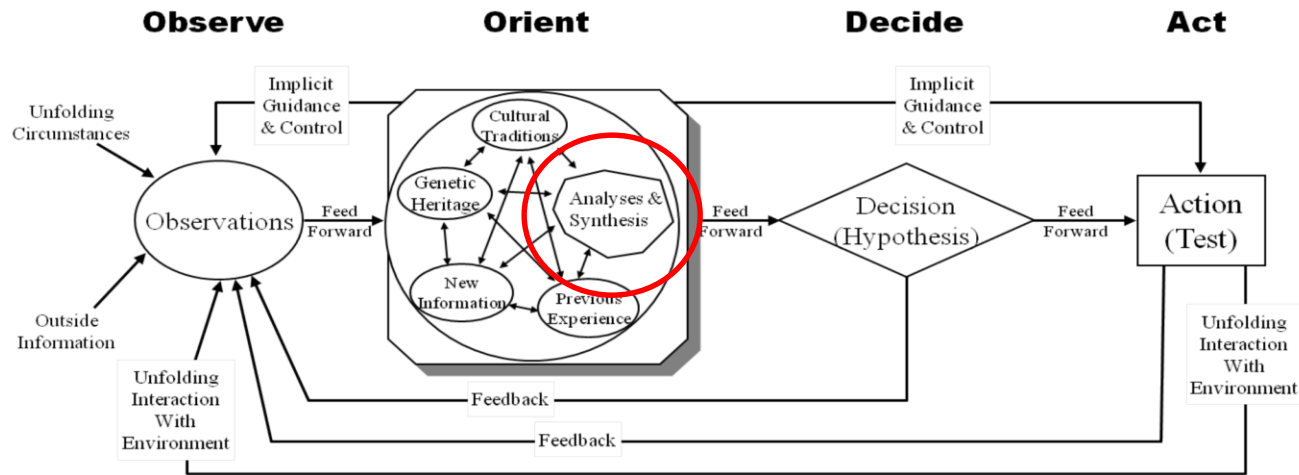 Observe
Orient
Decide
Act
Implicit
Guidance
& Control
Implicit
Guidance
& Control
Unfolding
Circumstances
Cultural
Traditions
Genetic
Heritage
Analyses &
Synthesis
Observations
Feed
Forward
Feed
Forward
Decision
(Hypothesis)
Feed
Forward
Action
(Test)
New
Information
Previous
Experience
Outside
Information
Unfolding
Interaction
With
Environment
Unfolding
Interaction
With
Environment
Feedback
Feedback